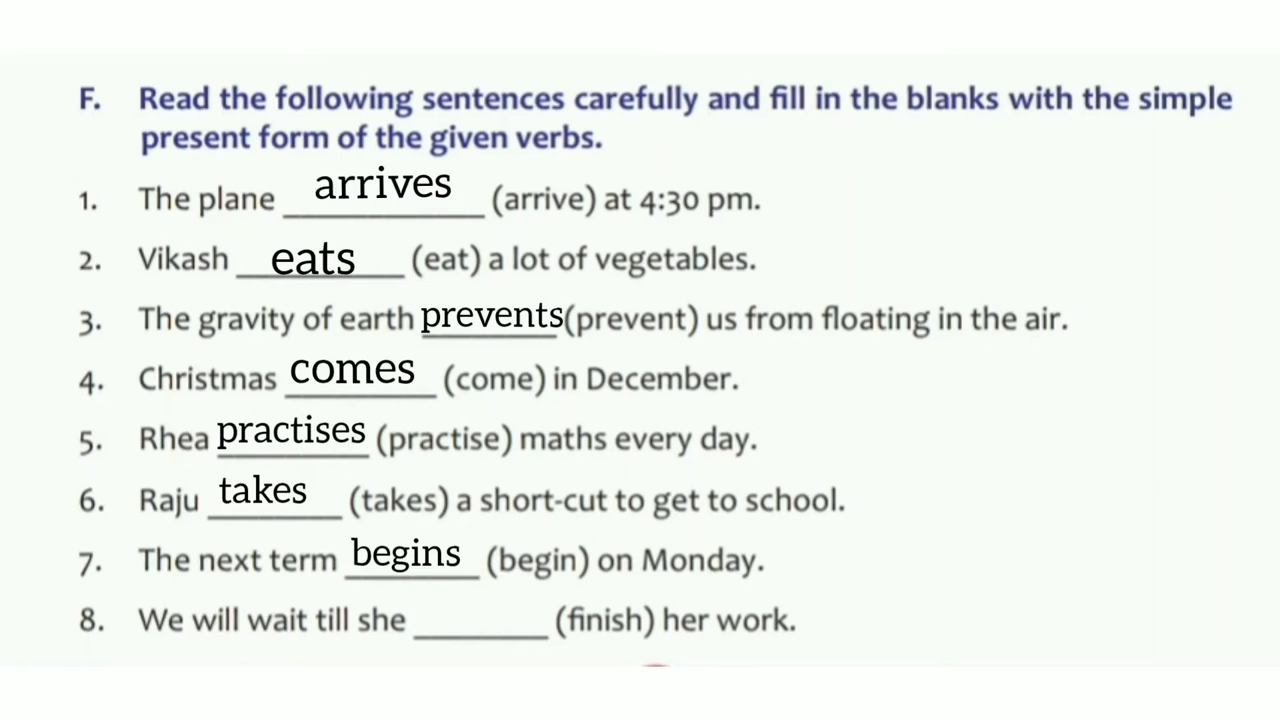 F. Read the following sentences carefully and fill in the blanks with the simple
present form of the given verbs.
1. The plane arrives (arrive) at 4:30 pm.
2. Vikash eats (eat) a lot of vegetables.
3. The gravity of earth prevents (prevent) us from floating in the air.
4. Christmas comes (come) in December.
5. Rhea practises (practise) maths every day.
6. Raju takes (takes) a short-cut to get to school.
7. The next term begins (begin) on Monday.
8. We will wait till she ________ (finish) her work.